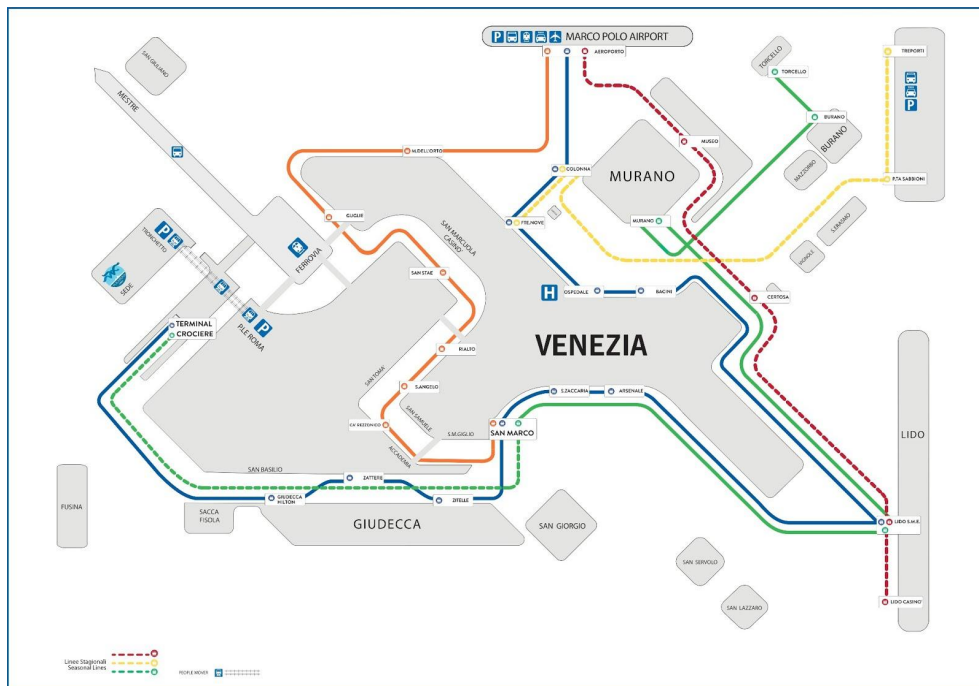 P
MARCO POLO AIRPORT
AEROPORTO
SAN GIULIANO
MESTRE
TORCELLO
TORCELLO
TREPORTI
P
BURANO
BURANO
MAZZORBO
MUSEO
M.DELL'ORTO
COLONNA
MURANO
P.TA SABBIONI
GUGLIE
SAN MARCUOLA
CASINO'
FTE.NOVE
MURANO
S.ERASMO
VIGNOLE
P
TRONCHETTO
SEDE
FERROVIA
SAN STAE
H
OSPEDALE
BACINI
CERTOSA
TERMINAL
CROCIERE
P.LE ROMA
P
VENEZIA
RIALTO
SAN TOMA'
S.ANGELO
SAN SAMUELE
CA' REZZONICO
ACCADEMIA
S.M.GIGLIO
SAN MARCO
S.ZACCARIA
ARSENALE
LIDO
SAN BASILIO
ZATTERE
GIUDECCA
HILTON
ZITELLE
FUSINA
SACCA
FISOLA
GIUDECCA
SAN GIORGIO
LIDO S.M.E.
SAN SERVOLO
SAN LAZZARO
LIDO CASINO'
Linee Stagionali
Seasonal Lines
PEOPLE MOVER